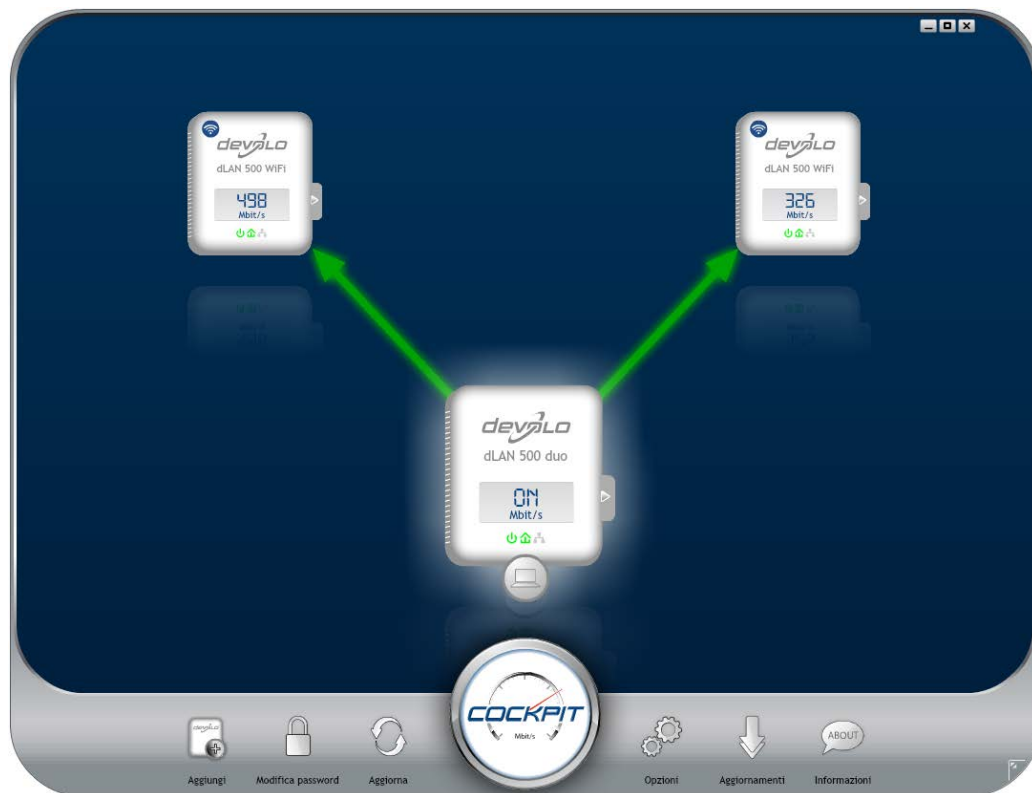 devolo
dLAN 500 WiFi
498
Mbit/s
devolo
dLAN 500 WiFi
326
Mbit/s
devolo
dLAN 500 duo
ON
Mbit/s
COCKPIT
Mbit/s
devolo
ABOUT
Aggiungi
Modifica password
Aggiorna
Opzioni
Aggiornamenti
Informazioni